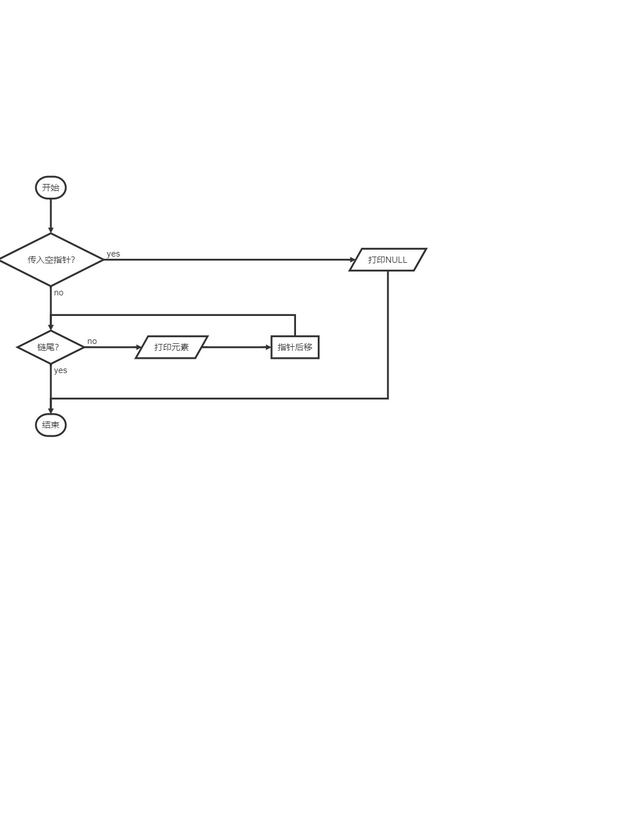 开始
传入空指针?
yes
打印NULL
no
链尾?
no
打印元素
指针后移
yes
结束